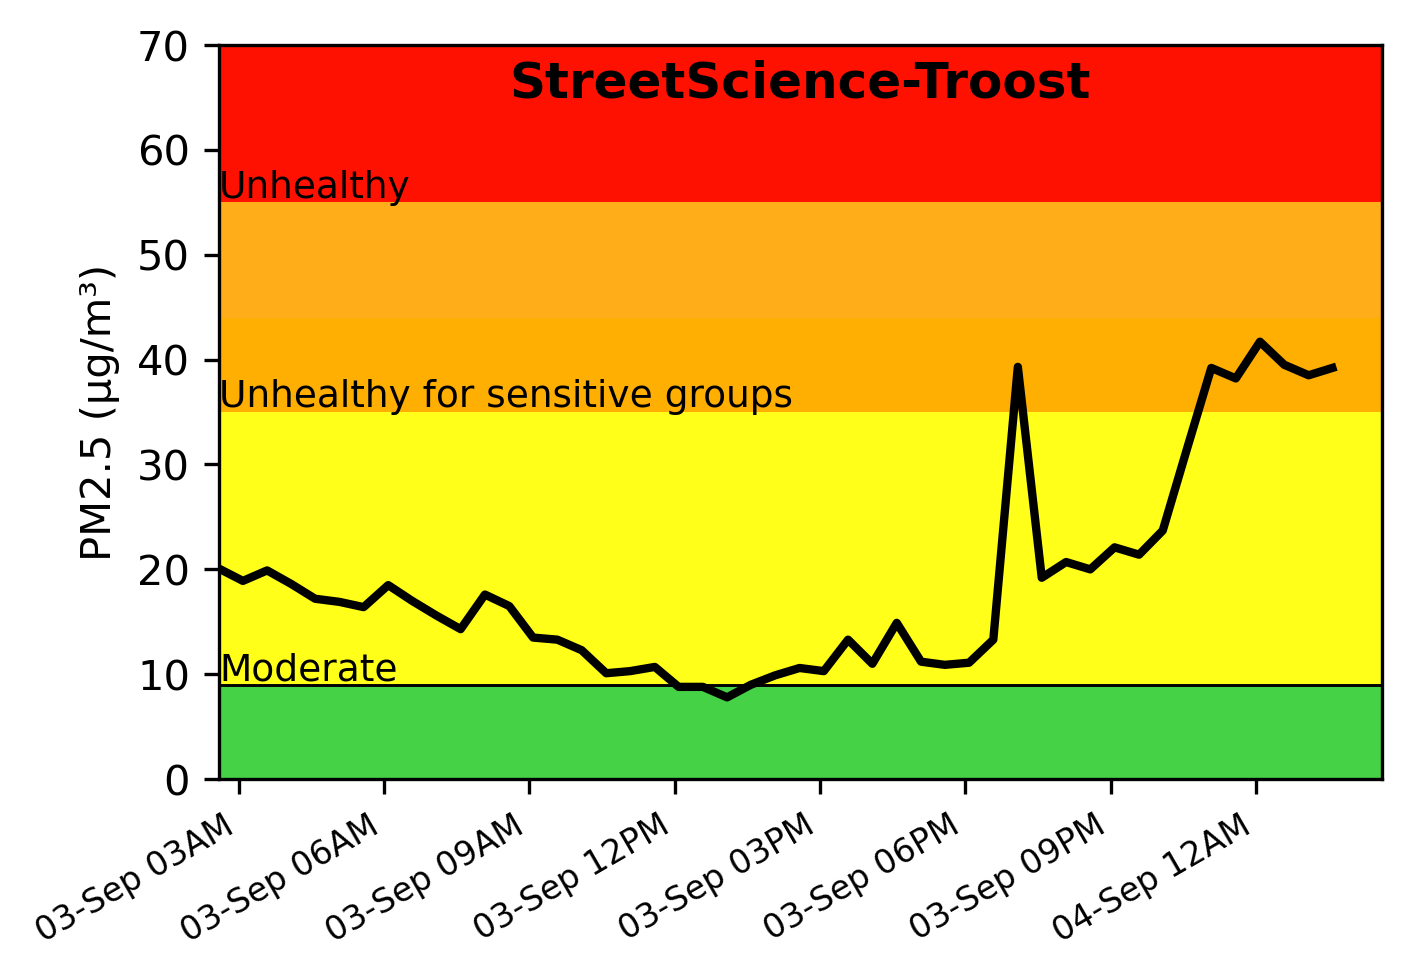 StreetScience-Troost
PM2.5 (µg/m³)
70
60
Unhealthy
50
40
Unhealthy for sensitive groups
30
20
10
Moderate
0
03-Sep 03AM
03-Sep 06AM
03-Sep 09AM
03-Sep 12PM
03-Sep 03PM
03-Sep 06PM
03-Sep 09PM
04-Sep 12AM